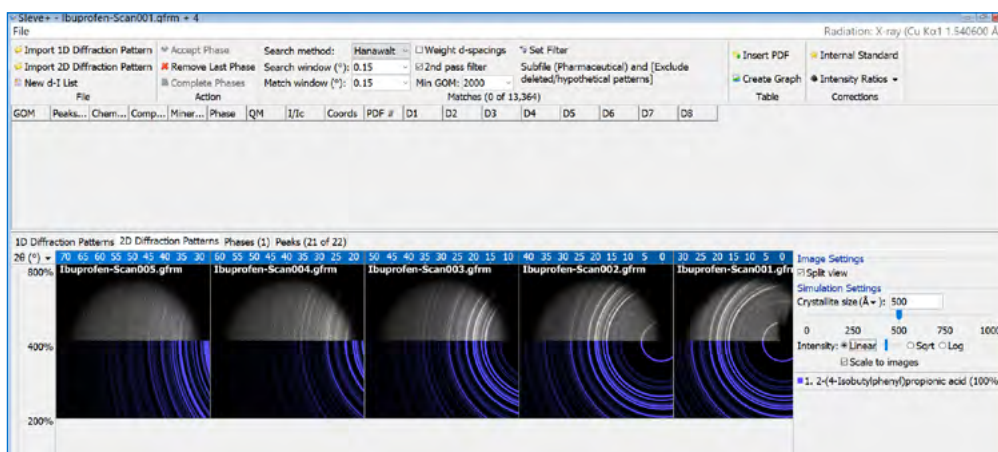 Sleve+ - Ibuprofen-Scan001.gfrm + 4
File
Radiation: X-ray (Cu Kα1 1.540600 Å
Import 1D Diffraction Pattern
Accept Phase
Search method: Hanawalt
Weight d-spacings
Set Filter
Insert PDF
Internal Standard
Import 2D Diffraction Pattern
Remove Last Phase
Search window (°): 0.15
2nd pass filter
Subfile (Pharmaceutical) and [Exclude
deleted/hypothetical patterns]
New d-I List
Complete Phases
Match window (°): 0.15
Min GOM: 2000
Create Graph
Intensity Ratios
File
Action
Matches (0 of 13,364)
Table
Corrections
GOM Peaks... Chem... Comp... Miner... Phase QM I/Ic Coords PDF # D1 D2 D3 D4 D5 D6 D7 D8
1D Diffraction Patterns 2D Diffraction Patterns Phases (1) Peaks (21 of 22)
2θ (°) 70 65 60 55 50 45 40 35 30 60 55 50 45 40 35 30 25 20 50 45 40 35 30 25 20 15 10 40 35 30 25 20 15 10 5 0 30 25 20 15 10 5 0
800%
400%
200%
Ibuprofen-Scan005.gfrm
Ibuprofen-Scan004.gfrm
Ibuprofen-Scan003.gfrm
Ibuprofen-Scan002.gfrm
Ibuprofen-Scan001.gfrm
Image Settings
Split view
Simulation Settings
Crystallite size (Å): 500
0 250 500 750 1000
Intensity: Linear Sqrt Log
Scale to images
1. 2-(4-Isobutylphenyl)propionic acid (100%